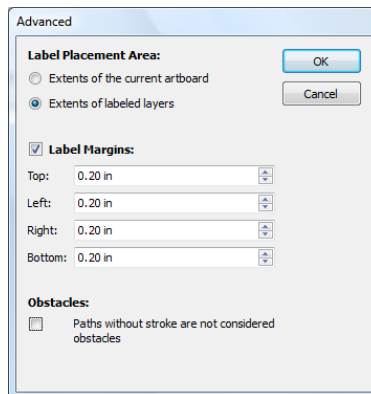 Advanced
Label Placement Area:
OK
Extents of the current artboard
Cancel
Extents of labeled layers
Label Margins:
Top: 0.20 in
Left: 0.20 in
Right: 0.20 in
Bottom: 0.20 in
Obstacles:
Paths without stroke are not considered
obstacles